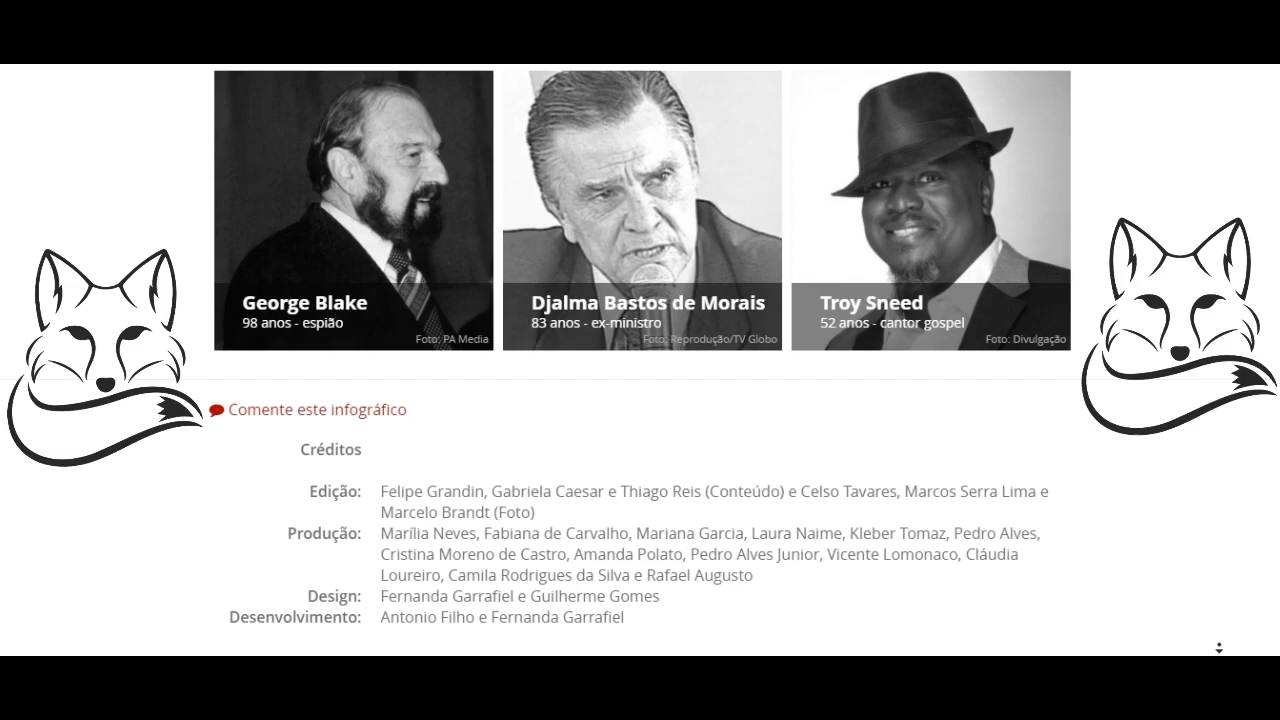 George Blake
98 anos - espião
Foto: PA Media
Djalma Bastos de Morais
83 anos - ex-ministro
Foto: Reprodução/TV Globo
Troy Sneed
52 anos - cantor gospel
Foto: Divulgação
Comente este infográfico
Créditos
Edição: Felipe Grandin, Gabriela Caesar e Thiago Reis (Conteúdo) e Celso Tavares, Marcos Serra Lima e
Marcelo Brandt (Foto)
Produção: Marília Neves, Fabiana de Carvalho, Mariana Garcia, Laura Naime, Kleber Tomaz, Pedro Alves,
Cristina Moreno de Castro, Amanda Polato, Pedro Alves Junior, Vicente Lomonaco, Cláudia
Loureiro, Camila Rodrigues da Silva e Rafael Augusto
Design: Fernanda Garrafiel e Guilherme Gomes
Desenvolvimento: Antonio Filho e Fernanda Garrafiel